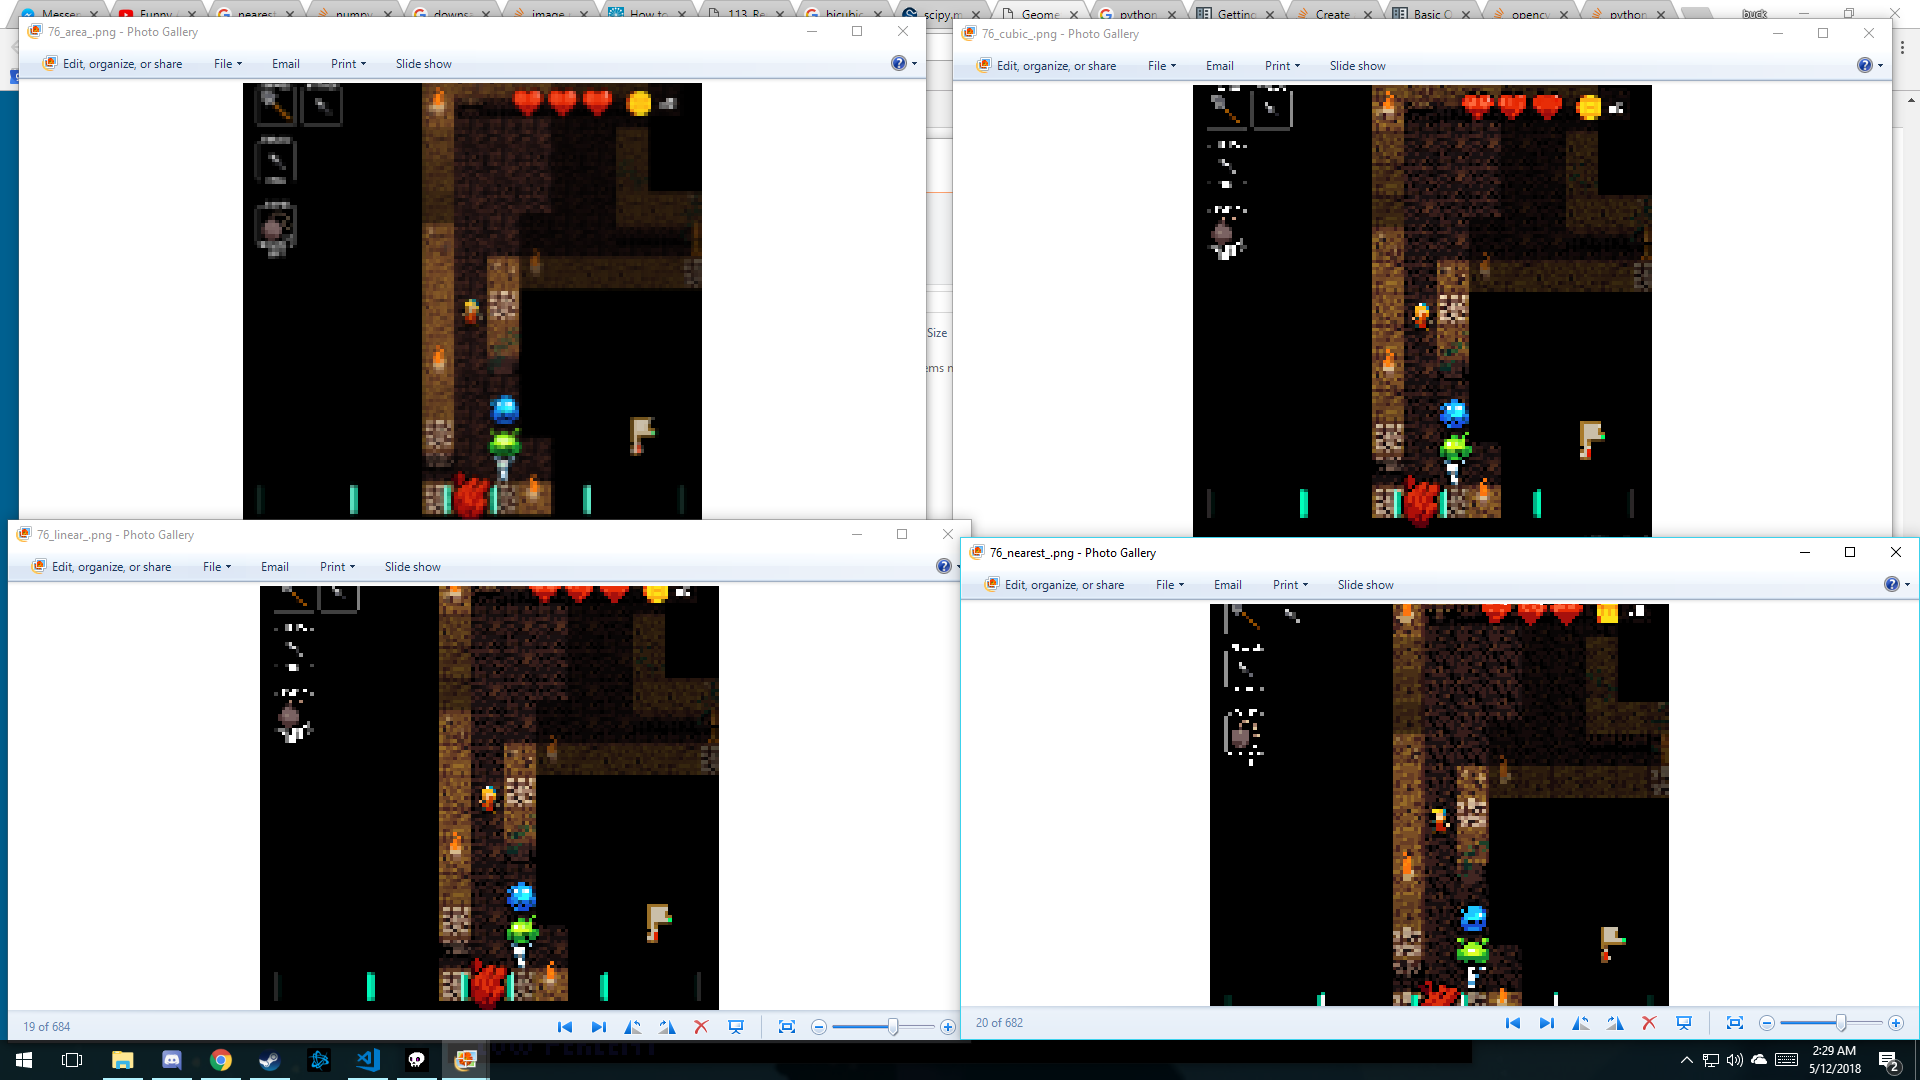 Messen
Funny
nearest
numpy
downs
image
How to
113_Re
bicubic
scipy.m
Geome
python
Getting
Create
Basic O
opencv
python
buck
76_area_.png - Photo Gallery
Edit, organize, or share File Email Print Slide show
76_cubic_.png - Photo Gallery
Edit, organize, or share File Email Print Slide show
Size
ems n
76_linear_.png - Photo Gallery
Edit, organize, or share File Email Print Slide show
19 of 684
76_nearest_.png - Photo Gallery
Edit, organize, or share File Email Print Slide show
20 of 682
2:29 AM
5/12/2018
2